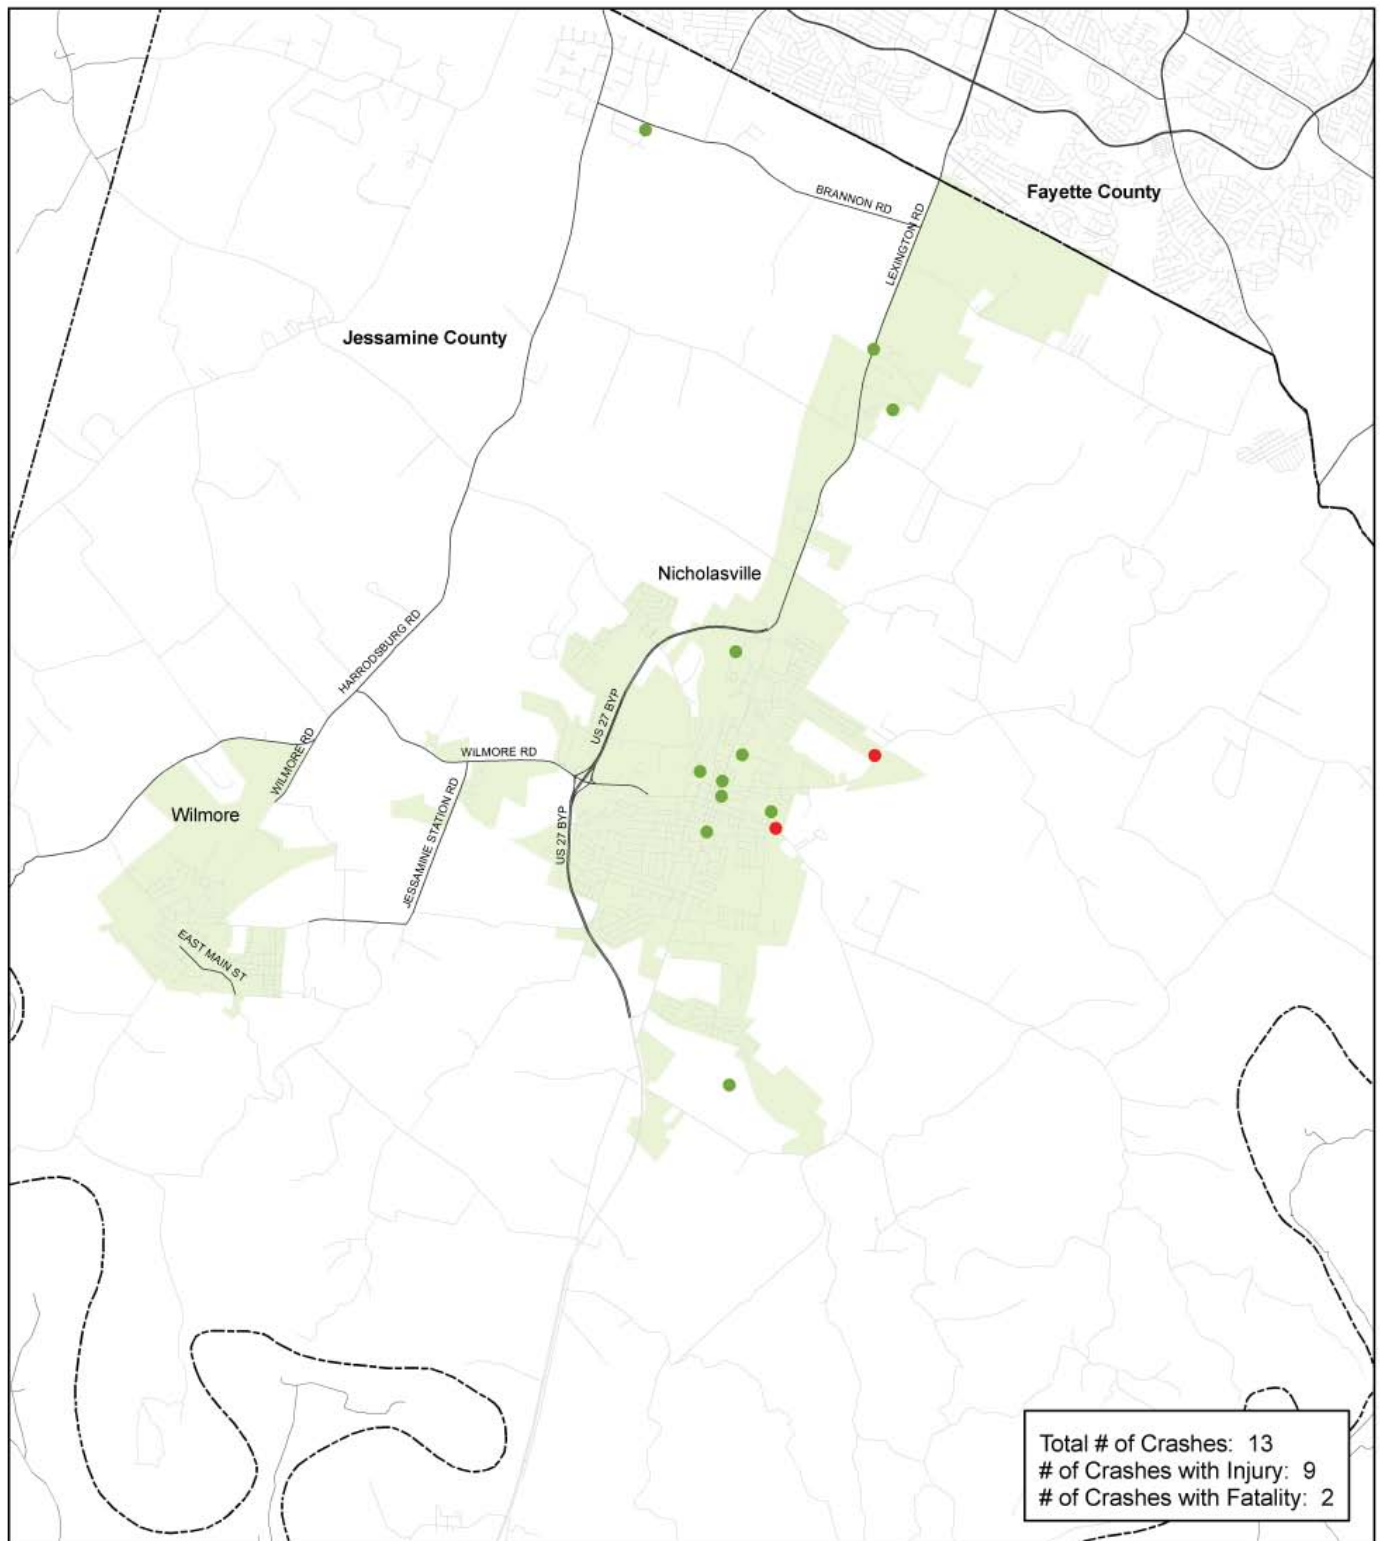 BRANNON RD
Fayette County
LEXINGTON RD
Jessamine County
Nicholasville
HARRODSBURG RD
US 27 BYP
WILMORE RD
WILMORE RD
Wilmore
JESSAMINE STATION RD
US 27 BYP
EAST MAIN ST
Total # of Crashes: 13
# of Crashes with Injury: 9
# of Crashes with Fatality: 2